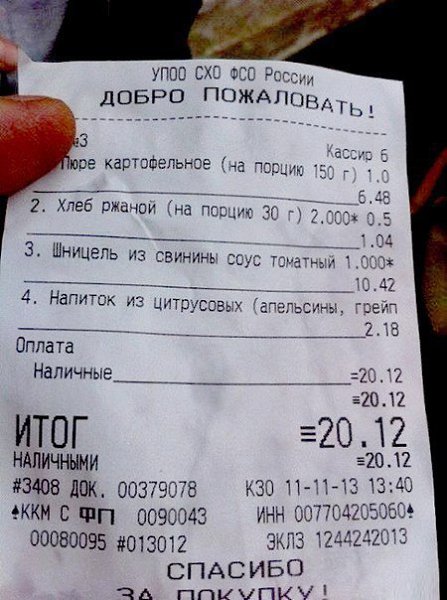 УПОО СХО ФСО России
ДОБРО ПОЖАЛОВАТЬ!
№3 Кассир 6
Пюре картофельное (на порцию 150 г) 1.0
6.48
2. Хлеб ржаной (на порцию 30 г) 2.000* 0.5
1.04
3. Шницель из свинины соус томатный 1.000*
10.42
4. Напиток из цитрусовых (апельсины, грейп
2.18
Оплата
Наличные =20.12
≡20.12
ИТОГ ≡20.12
НАЛИЧНЫМИ ≡20.12
#3408 ДОК. 00379078 К30 11-11-13 13:40
♠ККМ С ФП 0090043 ИНН 007704205060♠
00080095 #013012 ЭКЛЗ 1244242013
СПАСИБО
ЗА ПОКУПКУ!